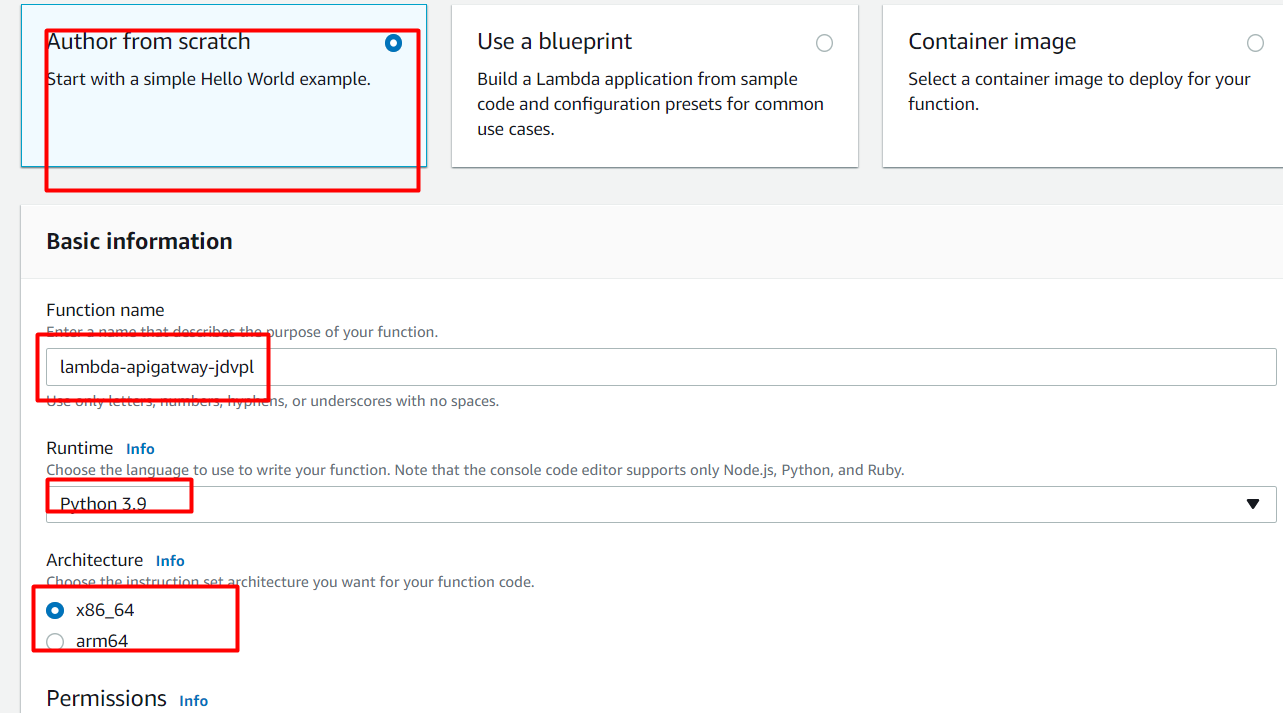 Author from scratch
Start with a simple Hello World example.
Use a blueprint
Build a Lambda application from sample
code and configuration presets for common
use cases.
Container image
Select a container image to deploy for your
function.
Basic information
Function name
Enter a name that describes the purpose of your function.
lambda-apigatway-jdvpl
Use only letters, numbers, hyphens, or underscores with no spaces.
Runtime Info
Choose the language to use to write your function. Note that the console code editor supports only Node.js, Python, and Ruby.
Python 3.9
Architecture Info
Choose the instruction set architecture you want for your function code.
x86_64
arm64
Permissions Info